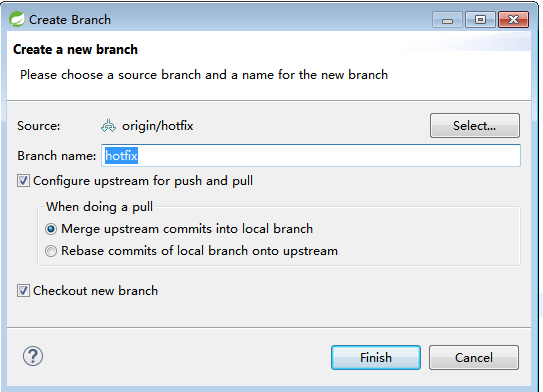 Create Branch
Create a new branch
Please choose a source branch and a name for the new branch
Source: origin/hotfix Select...
Branch name: hotfix
Configure upstream for push and pull
When doing a pull
Merge upstream commits into local branch
Rebase commits of local branch onto upstream
Checkout new branch
? Finish Cancel